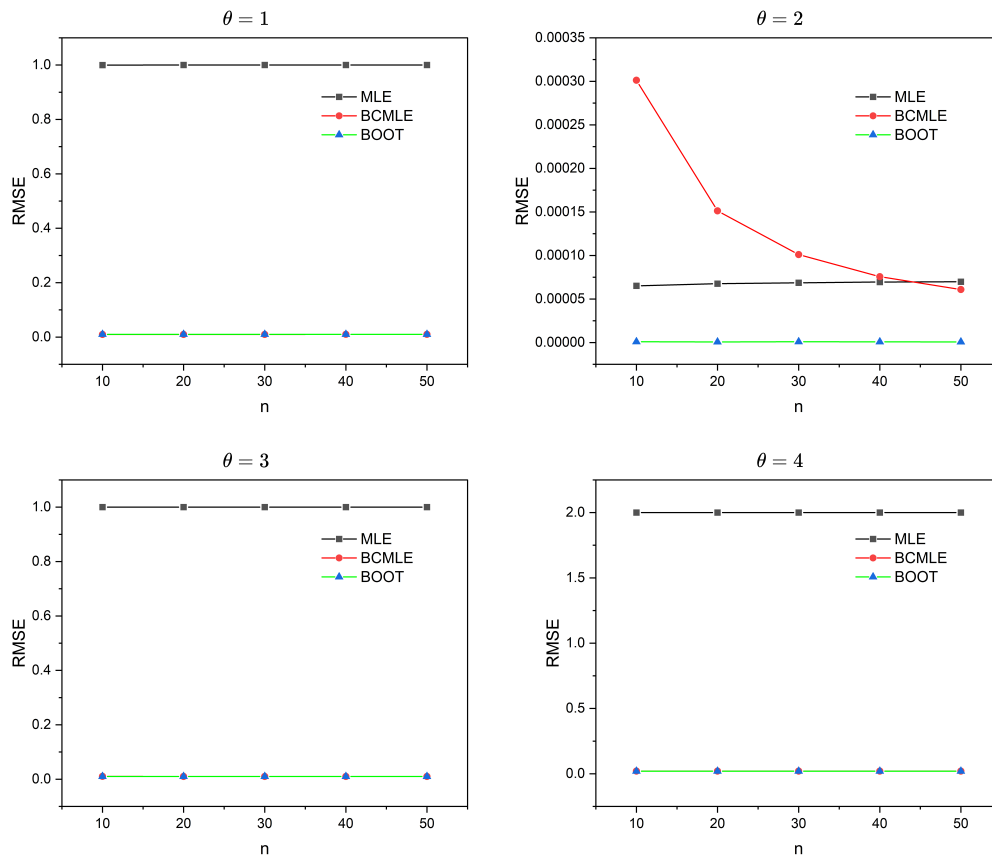 θ = 1
1.0
0.8
0.6
0.4
0.2
0.0
RMSE
MLE
BCMLE
BOOT
10 20 30 40 50
n
θ = 2
0.00035
0.00030
0.00025
0.00020
0.00015
0.00010
0.00005
0.00000
RMSE
MLE
BCMLE
BOOT
10 20 30 40 50
n
θ = 3
1.0
0.8
0.6
0.4
0.2
0.0
RMSE
MLE
BCMLE
BOOT
10 20 30 40 50
n
θ = 4
2.0
1.5
1.0
0.5
0.0
RMSE
MLE
BCMLE
BOOT
10 20 30 40 50
n